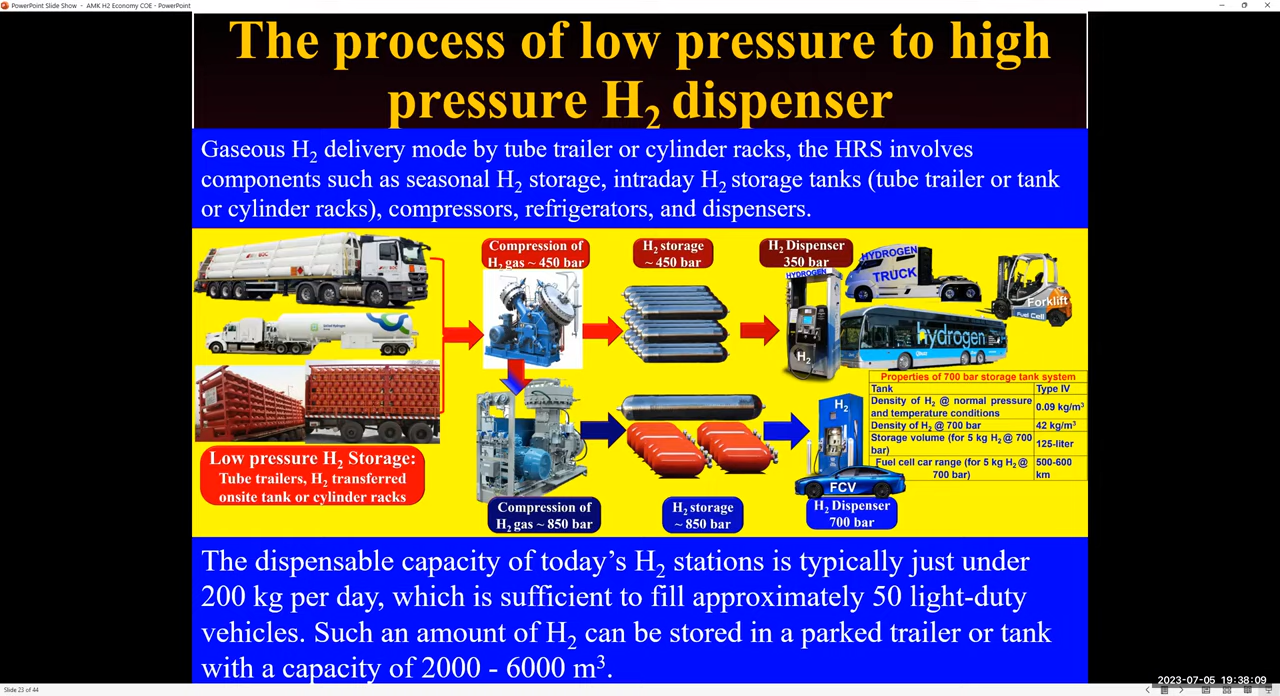 PowerPoint Slide Show - AMK H2 Economy COE - PowerPoint
The process of low pressure to high
pressure H₂ dispenser
Gaseous H₂ delivery mode by tube trailer or cylinder racks, the HRS involves
components such as seasonal H₂ storage, intraday H₂ storage tanks (tube trailer or tank
or cylinder racks), compressors, refrigerators, and dispensers.
Compression of
H₂ gas ~ 450 bar
H₂ storage
~ 450 bar
H₂ Dispenser
350 bar
HYDROGEN
H₂
HYDROGEN
TRUCK
Forklift
Fuel Cell
hydrogen
BOC
Low pressure H₂ Storage:
Tube trailers, H₂ transferred
onsite tank or cylinder racks
Compression of
H₂ gas ~ 850 bar
H₂ storage
~ 850 bar
H₂
FCV
H₂ Dispenser
700 bar
Properties of 700 bar storage tank system
Tank Type IV
Density of H₂ @ normal pressure
and temperature conditions 0.09 kg/m³
Density of H₂ @ 700 bar 42 kg/m³
Storage volume (for 5 kg H₂ @ 700
bar) 125-liter
Fuel cell car range (for 5 kg H₂ @
700 bar) 500-600
km
The dispensable capacity of today’s H₂ stations is typically just under
200 kg per day, which is sufficient to fill approximately 50 light-duty
vehicles. Such an amount of H₂ can be stored in a parked trailer or tank
with a capacity of 2000 - 6000 m³.
2023-07-05 19:38:09
Slide 23 of 44